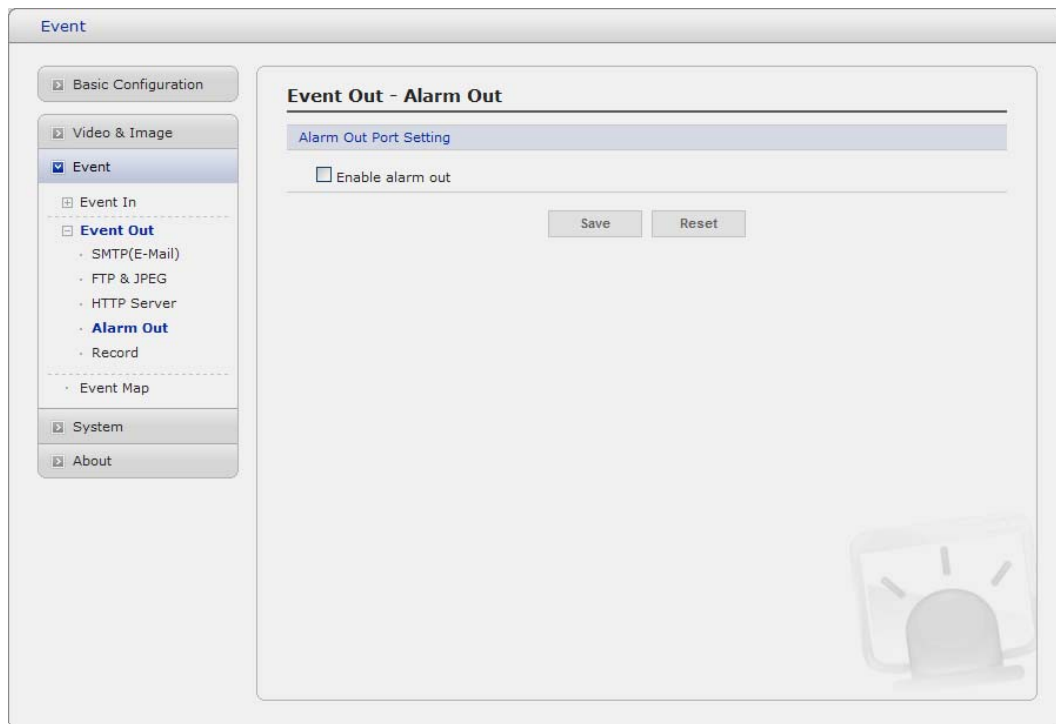 Event
Basic Configuration
Video & Image
Event
Event In
Event Out
SMTP(E-Mail)
FTP & JPEG
HTTP Server
Alarm Out
Record
Event Map
System
About
Event Out - Alarm Out
Alarm Out Port Setting
Enable alarm out
Save Reset